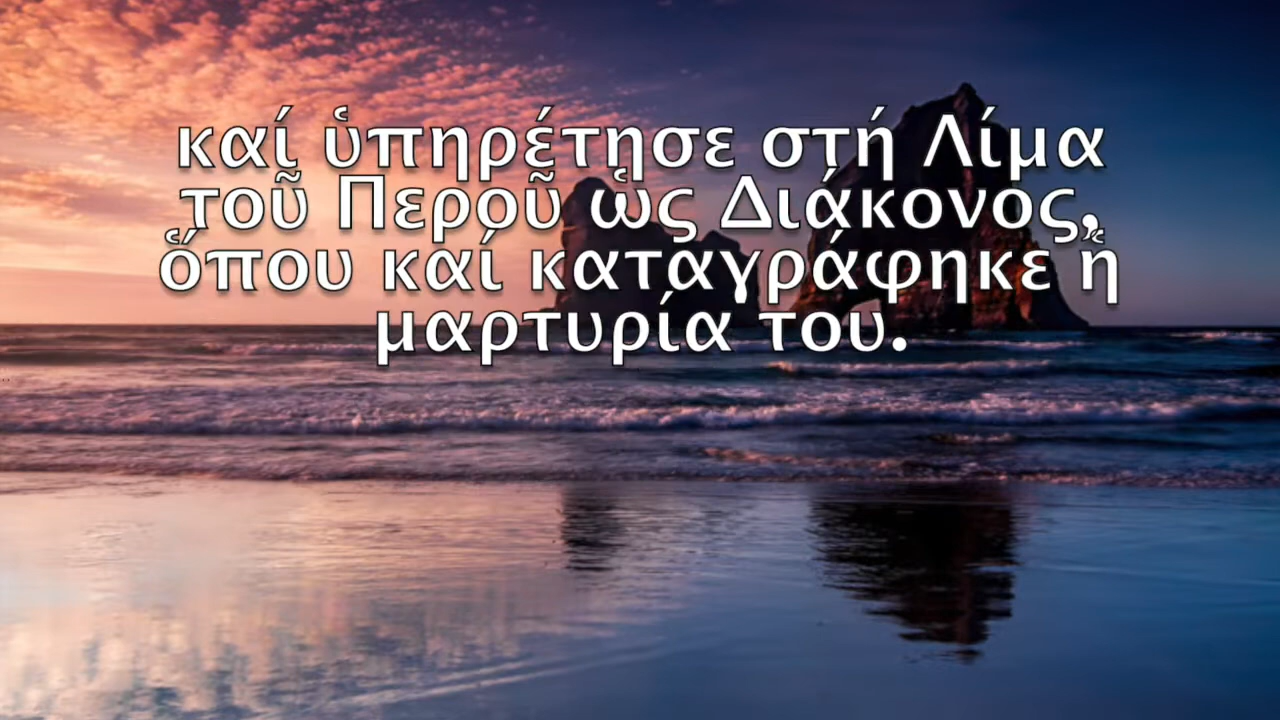 καί ὑπηρέτησε στή Λίμα
τοῦ Περοῦ ὡς Διάκονος,
ὅπου καί καταγράφηκε ἡ
μαρτυρία του.